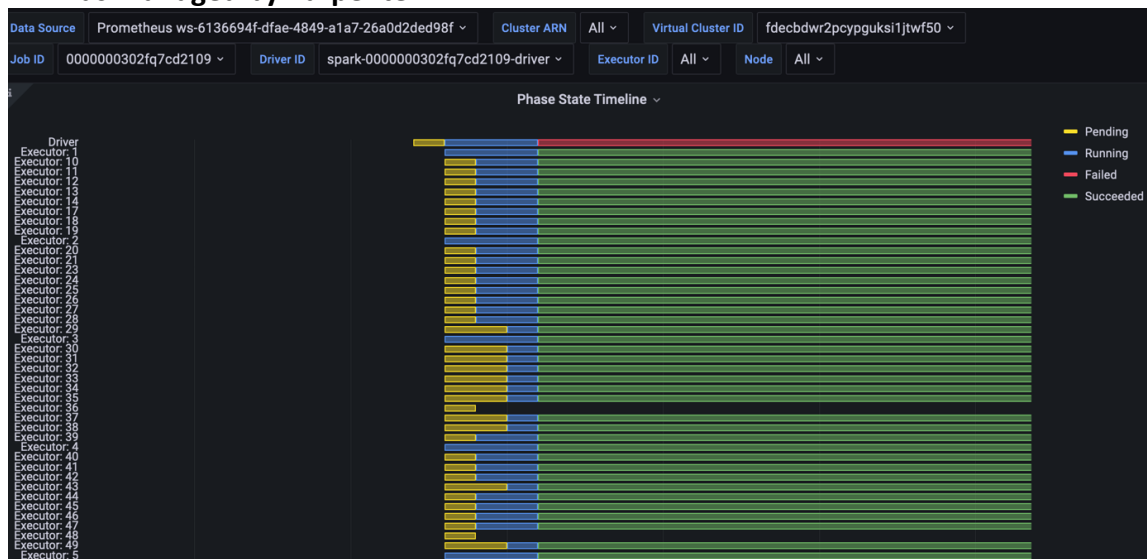 Data Source Prometheus ws-6136694f-dfae-4849-a1a7-26a0d2ded98f Cluster ARN All Virtual Cluster ID fdecbdwr2pcypguksi1jtwf50
Job ID 0000000302fq7cd2109 Driver ID spark-0000000302fq7cd2109-driver Executor ID All Node All
Phase State Timeline
Pending
Running
Failed
Succeeded
Driver
Executor: 1
Executor: 10
Executor: 11
Executor: 12
Executor: 13
Executor: 14
Executor: 17
Executor: 18
Executor: 19
Executor: 2
Executor: 20
Executor: 21
Executor: 23
Executor: 24
Executor: 25
Executor: 26
Executor: 27
Executor: 28
Executor: 29
Executor: 3
Executor: 30
Executor: 31
Executor: 32
Executor: 33
Executor: 34
Executor: 35
Executor: 36
Executor: 37
Executor: 38
Executor: 39
Executor: 4
Executor: 40
Executor: 41
Executor: 42
Executor: 43
Executor: 44
Executor: 45
Executor: 46
Executor: 47
Executor: 48
Executor: 49
Executor: 5